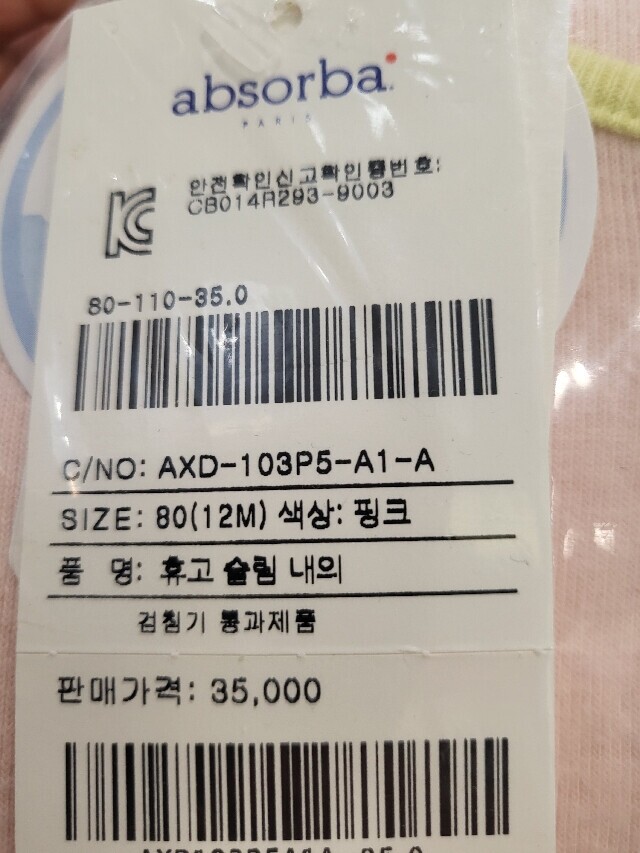 absorba
PARIS
안전확인신고확인증번호:
CB014R293-9003
80-110-35.0
C/NO: AXD-103P5-A1-A
SIZE: 80(12M) 색상: 핑크
품 명: 휴고 슬림 내의
검침기 통과제품
판매가격: 35,000